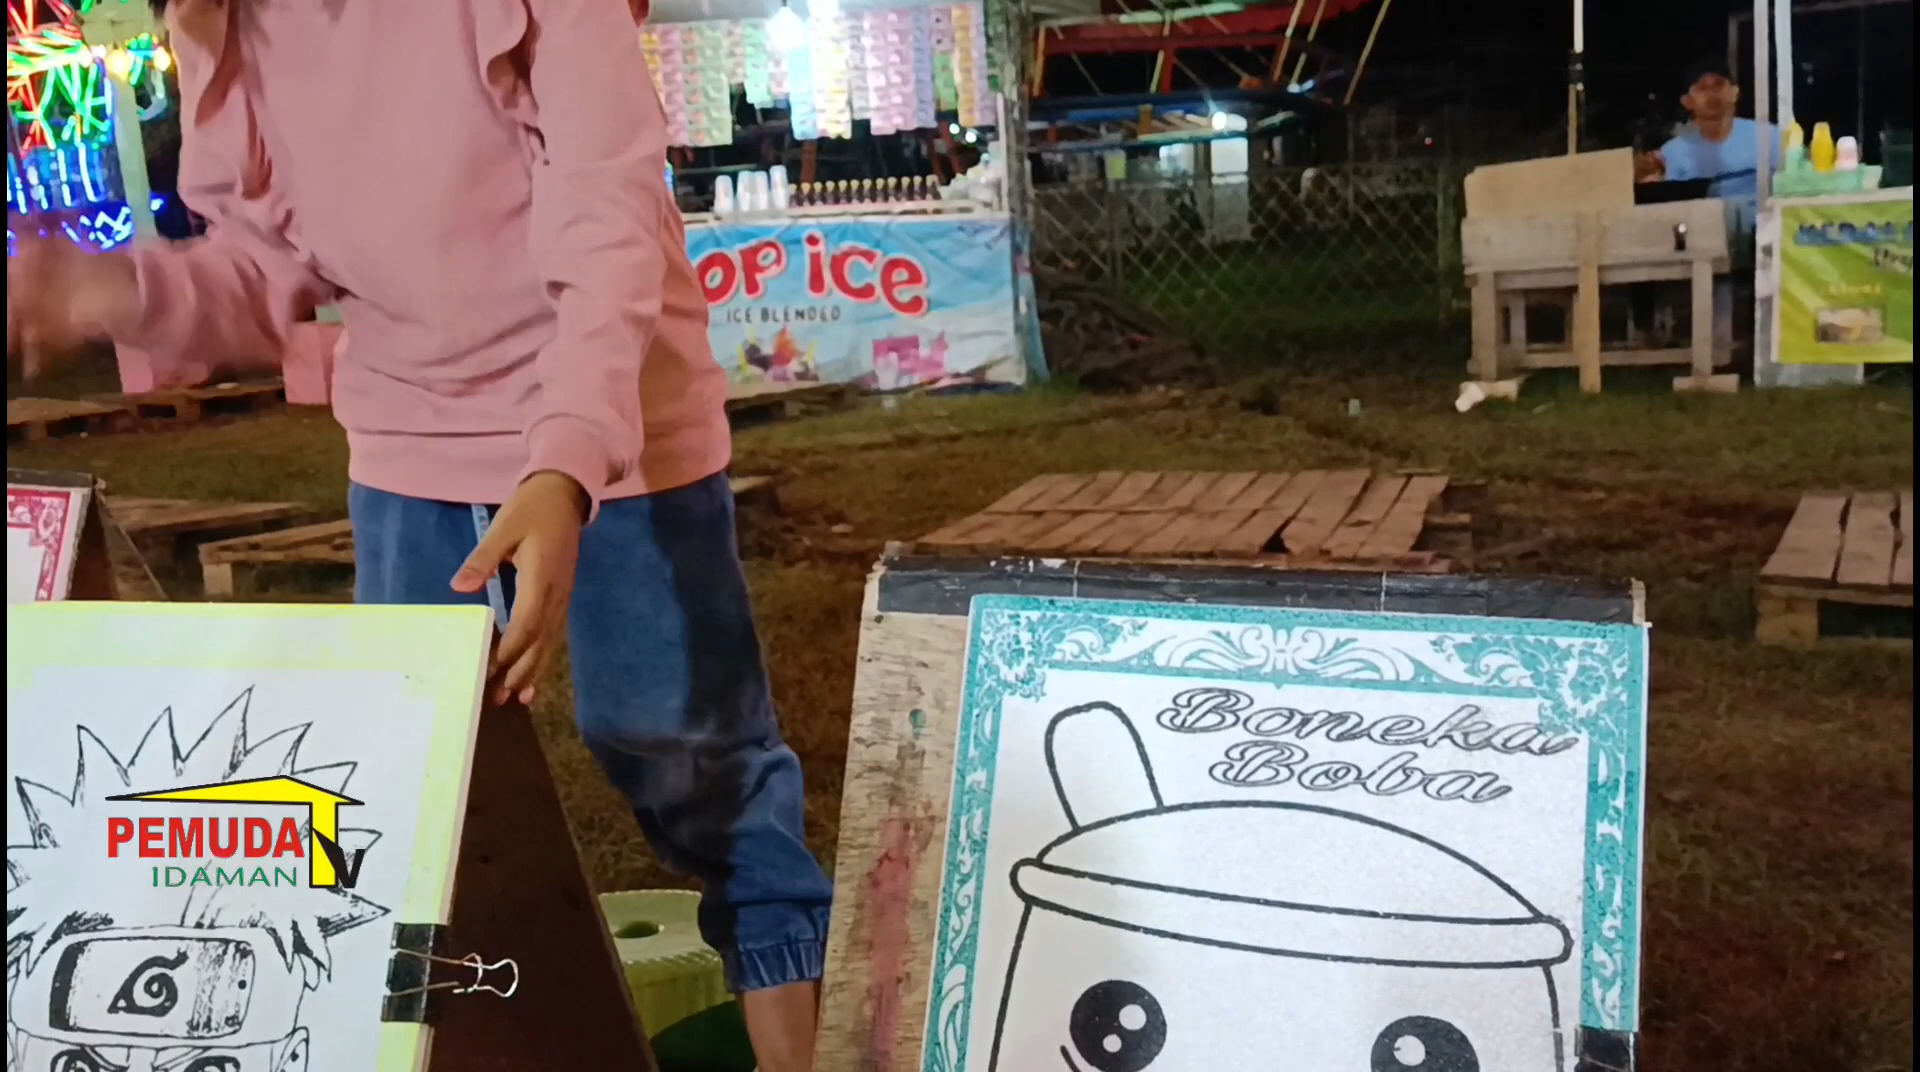 OP ICE
ICE BLENDED
Boneka
Boba
PEMUDA TV
IDAMAN